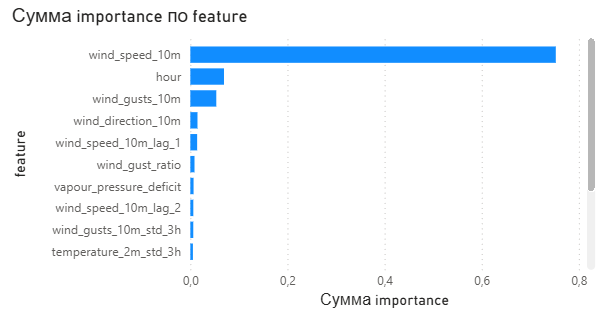 Сумма importance по feature
feature
wind_speed_10m
hour
wind_gusts_10m
wind_direction_10m
wind_speed_10m_lag_1
wind_gust_ratio
vapour_pressure_deficit
wind_speed_10m_lag_2
wind_gusts_10m_std_3h
temperature_2m_std_3h
0,0 0,2 0,4 0,6 0,8
Сумма importance